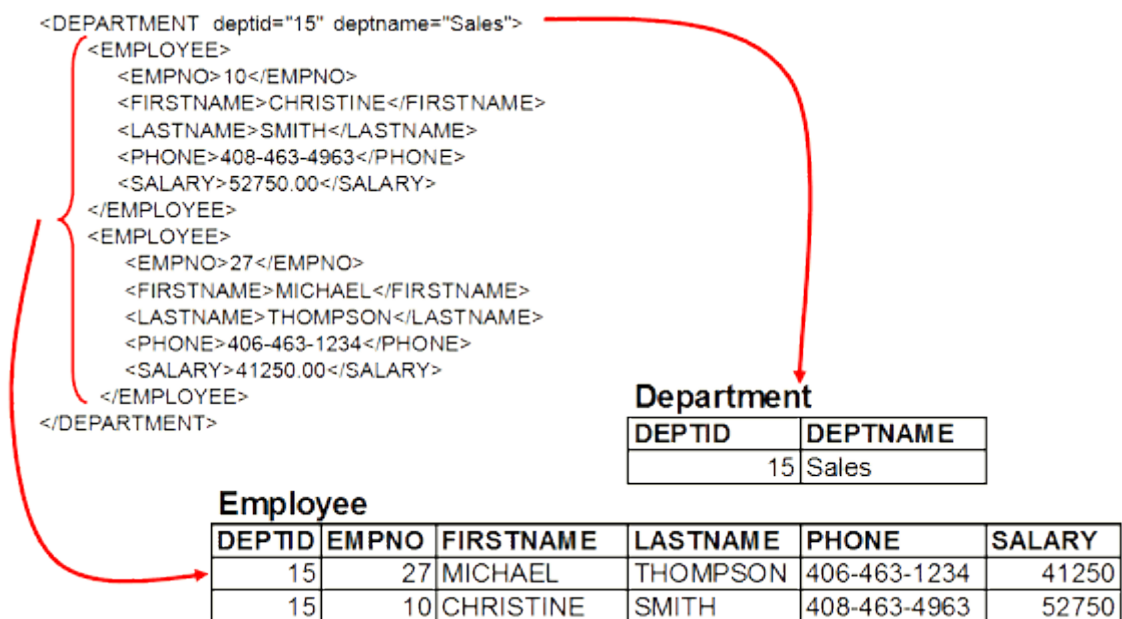 <DEPARTMENT deptid="15" deptname="Sales">
<EMPLOYEE>
<EMPNO>10</EMPNO>
<FIRSTNAME>CHRISTINE</FIRSTNAME>
<LASTNAME>SMITH</LASTNAME>
<PHONE>408-463-4963</PHONE>
<SALARY>52750.00</SALARY>
</EMPLOYEE>
<EMPLOYEE>
<EMPNO>27</EMPNO>
<FIRSTNAME>MICHAEL</FIRSTNAME>
<LASTNAME>THOMPSON</LASTNAME>
<PHONE>406-463-1234</PHONE>
<SALARY>41250.00</SALARY>
</EMPLOYEE>
</DEPARTMENT>
Department
DEPTID DEPTNAME
15 Sales
Employee
DEPTID EMPNO FIRSTNAME LASTNAME PHONE SALARY
15 27 MICHAEL THOMPSON 406-463-1234 41250
15 10 CHRISTINE SMITH 408-463-4963 52750